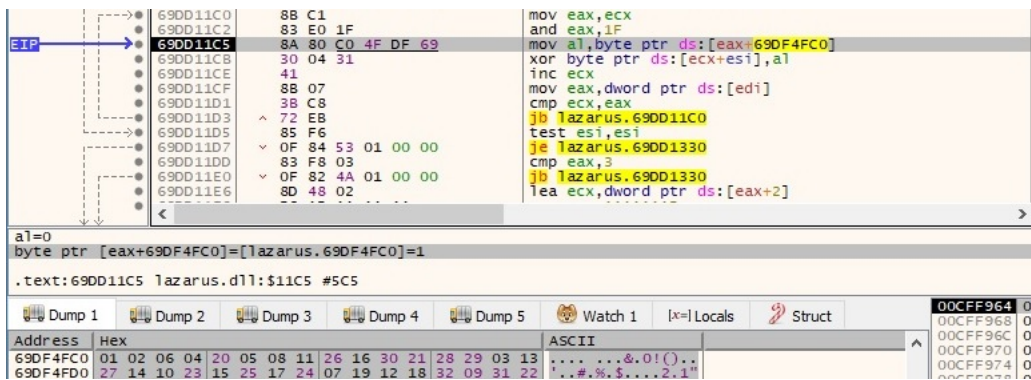 69DD11C0 8B C1 mov eax,ecx
69DD11C2 83 E0 1F and eax,1F
EIP 69DD11C5 8A 80 C0 4F DF 69 mov al,byte ptr ds:[eax+69DF4FC0]
69DD11CB 30 04 31 xor byte ptr ds:[ecx+esi],al
69DD11CE 41 inc ecx
69DD11CF 8B 07 mov eax,dword ptr ds:[edi]
69DD11D1 3B C8 cmp ecx,eax
69DD11D3 72 EB jb lazarus.69DD11C0
69DD11D5 85 F6 test esi,esi
69DD11D7 0F 84 53 01 00 00 je lazarus.69DD1330
69DD11DD 83 F8 03 cmp eax,3
69DD11E0 0F 82 4A 01 00 00 jb lazarus.69DD1330
69DD11E6 8D 48 02 lea ecx,dword ptr ds:[eax+2]
al=0
byte ptr [eax+69DF4FC0]=[lazarus.69DF4FC0]=1
.text:69DD11C5 lazarus.dll:$11C5 #5C5
Dump 1 Dump 2 Dump 3 Dump 4 Dump 5 Watch 1 [x=] Locals Struct
Address Hex ASCII
69DF4FC0 01 02 06 04 20 05 08 11 26 16 30 21 28 29 03 13 .... ...&.0!()..
69DF4FD0 27 14 10 23 15 25 17 24 07 19 12 18 32 09 31 22 '..#.%.$....2.1"
00CFF964
00CFF968
00CFF96C
00CFF970
00CFF974